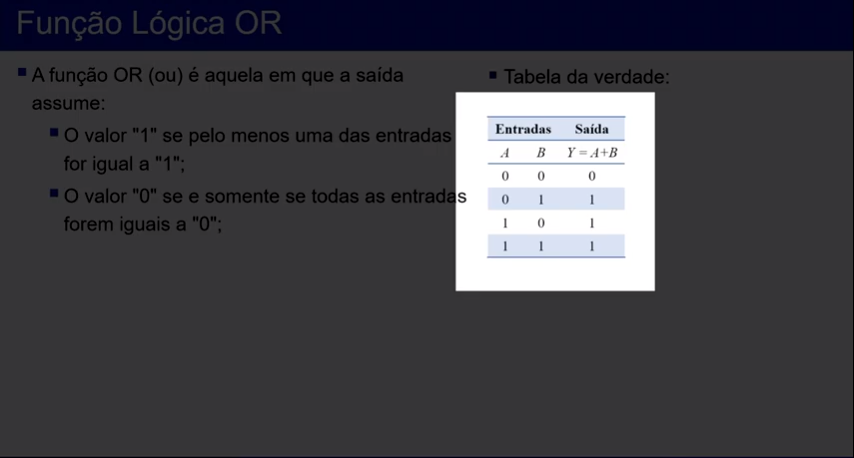 Função Lógica OR
A função OR (ou) é aquela em que a saída
assume:
O valor "1" se pelo menos uma das entradas
for igual a "1";
O valor "0" se e somente se todas as entradas
forem iguais a "0";
Tabela da verdade:
Entradas Saída
A B Y = A+B
0 0 0
0 1 1
1 0 1
1 1 1